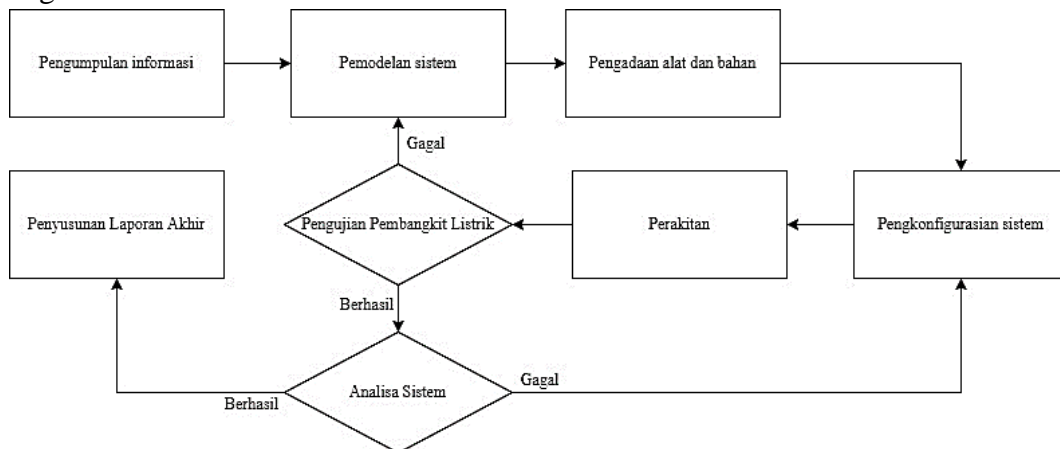 Pengumpulan informasi
Pemodelan sistem
Pengadaan alat dan bahan
Gagal
Penyusunan Laporan Akhir
Pengujian Pembangkit Listrik
Perakitan
Pengkonfigurasian sistem
Berhasil
Analisa Sistem
Gagal
Berhasil